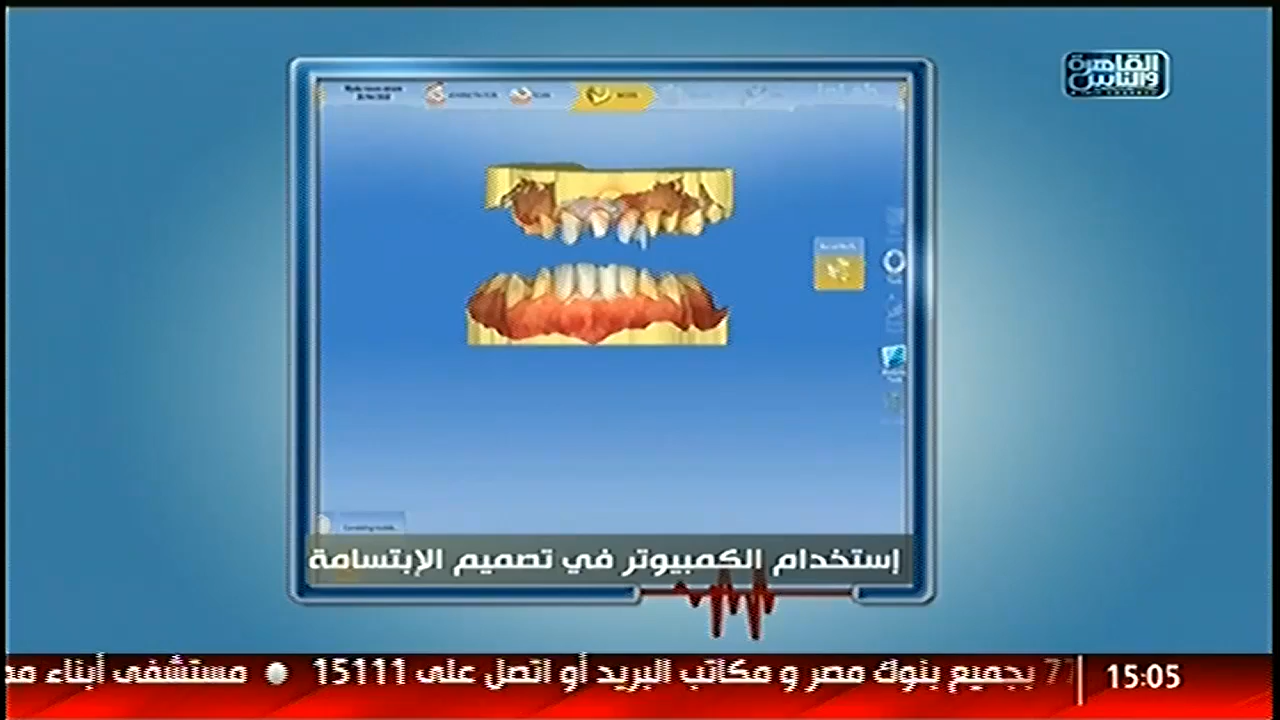 القاهرة
والناس
إستخدام الكمبيوتر في تصميم الإبتسامة
15:05
77 بجميع بنوك مصر و مكاتب البريد أو اتصل على 15111 ● مستشفى أبناء